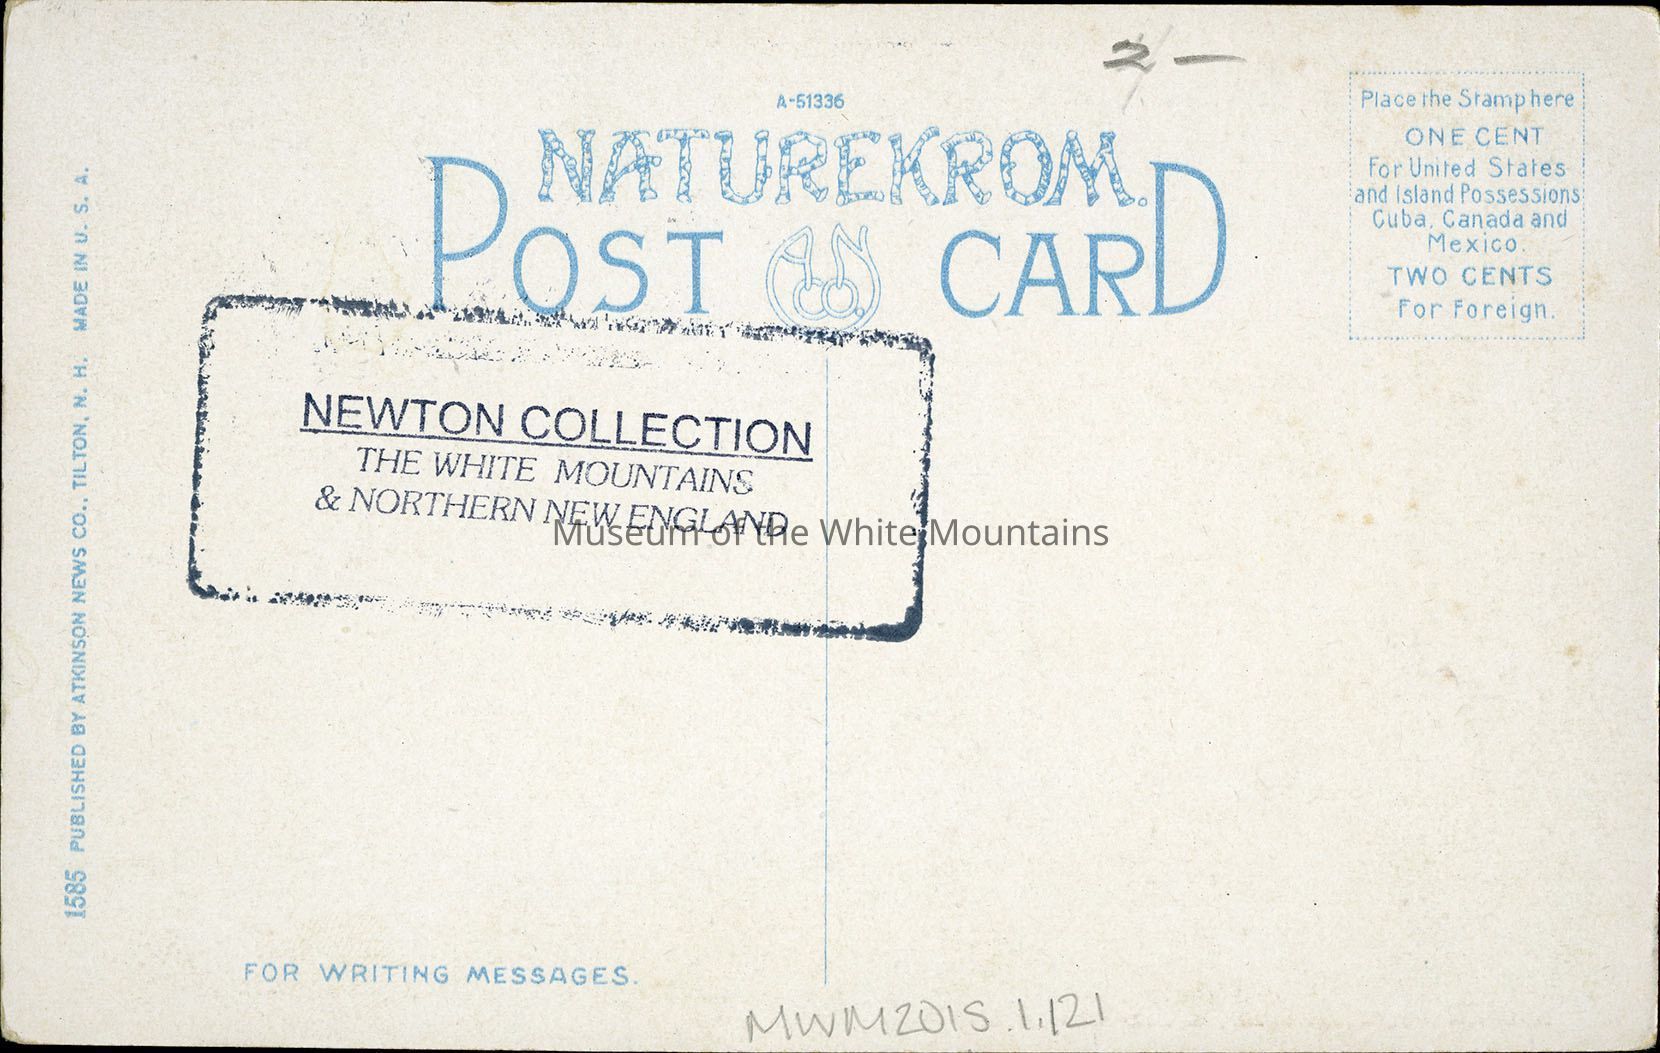 2 —
A-51336
NATUREKROM.
POST CARD
ANCO.
Place the Stamp here
ONE CENT
For United States
and Island Possessions
Cuba, Canada and
Mexico.
TWO CENTS
For Foreign.
1585 PUBLISHED BY ATKINSON NEWS CO., TILTON, N. H. MADE IN U. S. A.
NEWTON COLLECTION
THE WHITE MOUNTAINS
& NORTHERN NEW ENGLAND
Museum of the White Mountains
FOR WRITING MESSAGES.
MWM2015.1.121